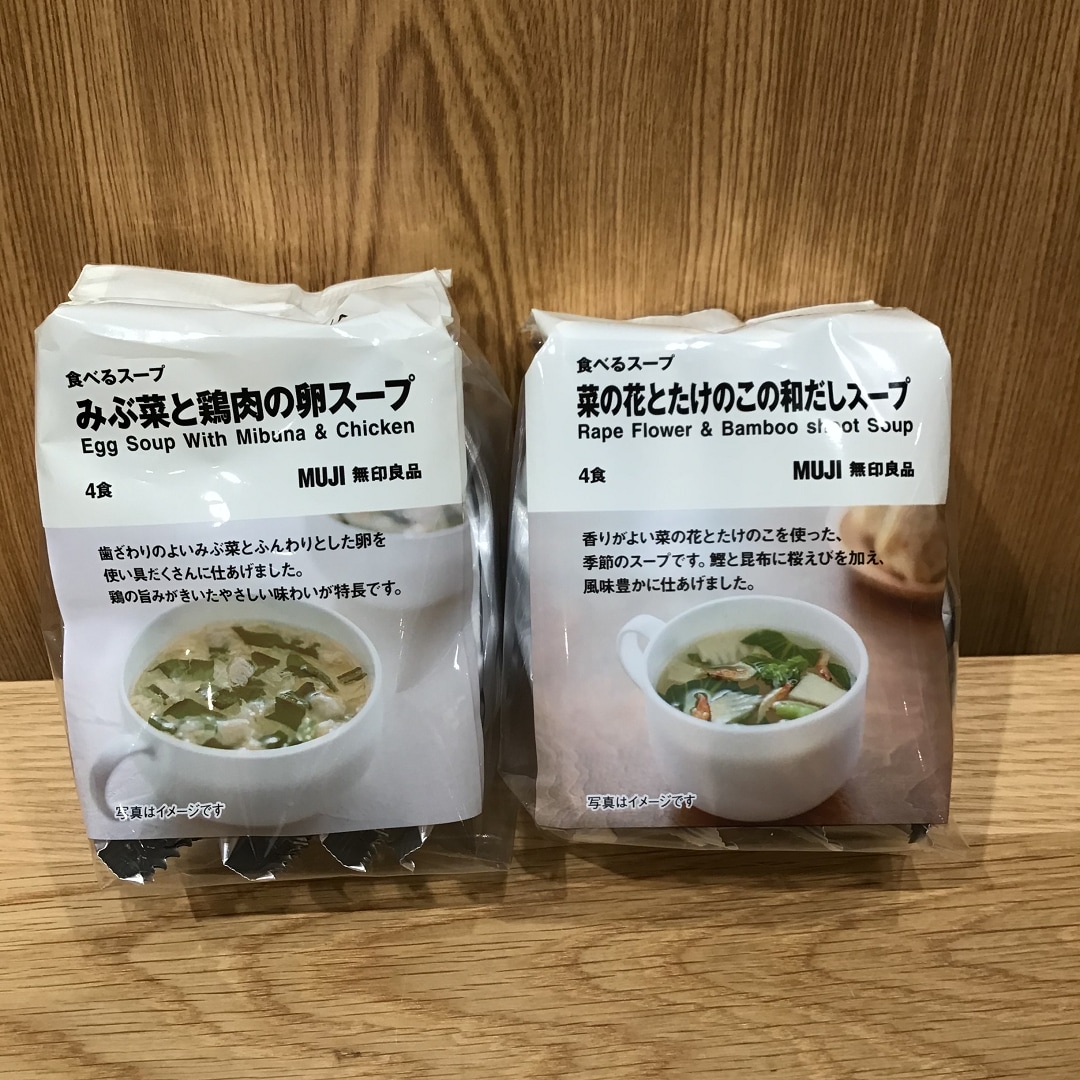 食べるスープ
みぶ菜と鶏肉の卵スープ
Egg Soup With Mibuna & Chicken
4食
MUJI 無印良品
歯ざわりのよいみぶ菜とふんわりとした卵を
使い具だくさんに仕あげました。
鶏の旨みがきいたやさしい味わいが特長です。
写真はイメージです
食べるスープ
菜の花とたけのこの和だしスープ
Rape Flower & Bamboo shoot Soup
4食
MUJI 無印良品
香りがよい菜の花とたけのこを使った、
季節のスープです。鰹と昆布に桜えびを加え、
風味豊かに仕あげました。
写真はイメージです